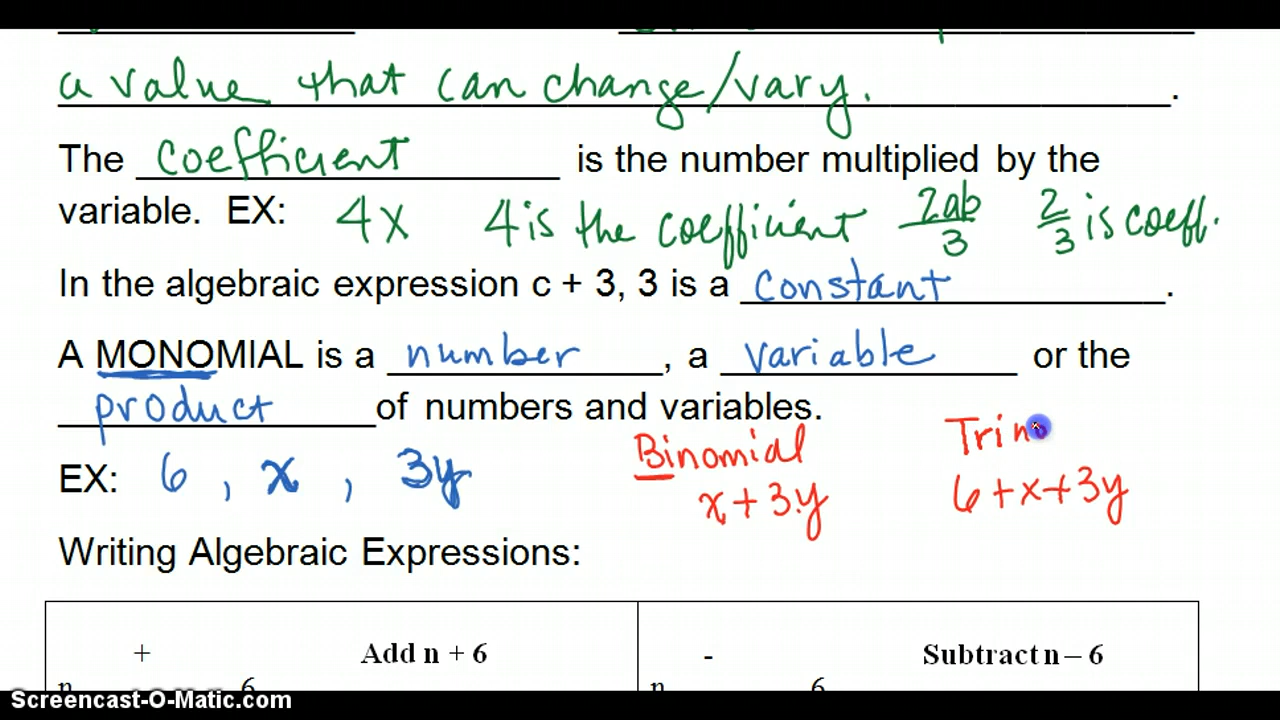 a value that can change/vary.
The coefficient is the number multiplied by the
variable. EX: 4x 4 is the coefficient 2ab/3 2/3 is coeff.
In the algebraic expression c + 3, 3 is a constant.
A MONOMIAL is a number, a variable or the
product of numbers and variables.
Binomial Trino
EX: 6, x, 3y x + 3y 6 + x + 3y
Writing Algebraic Expressions:
+ Add n + 6 - Subtract n – 6
n 6 n 6
Screencast-O-Matic.com